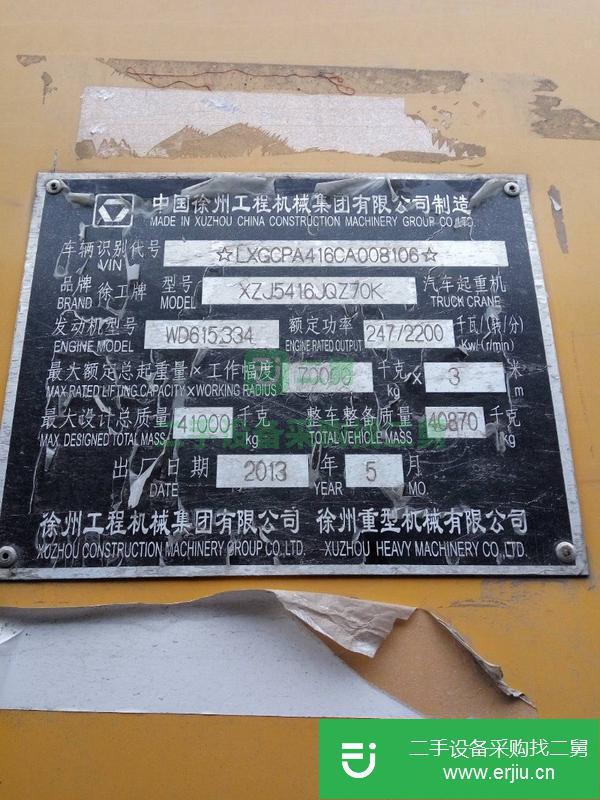 中国徐州工程机械集团有限公司制造
MADE IN XUZHOU CHINA CONSTRUCTION MACHINERY GROUP CO.,LTD.
车辆识别代号 ☆LXGCPA416CA008106☆
VIN
品牌 徐工牌 型号 XZJ5416JQZ70K 汽车起重机
BRAND MODEL TRUCK CRANE
发动机型号 WD615.334 额定功率 247/2200 千瓦/(转/分)
ENGINE MODEL ENGINE RATED OUTPUT Kw/(r/min)
最大额定总起重量×工作幅度 70000 千克 × 3 米
MAX RATED LIFTING CAPACITY×WORKING RADIUS kg m
最大设计总质量 41000 千克 整车整备质量 40870 千克
MAX. DESIGNED TOTAL MASS kg TOTAL VEHICLE MASS kg
出厂日期 2013 年 5 月
DATE YEAR MO.
徐州工程机械集团有限公司 徐州重型机械有限公司
XUZHOU CONSTRUCTION MACHINERY GROUP CO.,LTD. XUZHOU HEAVY MACHINERY CO.,LTD.
二手设备采购找二舅
二手设备采购找二舅
www.erjiu.cn